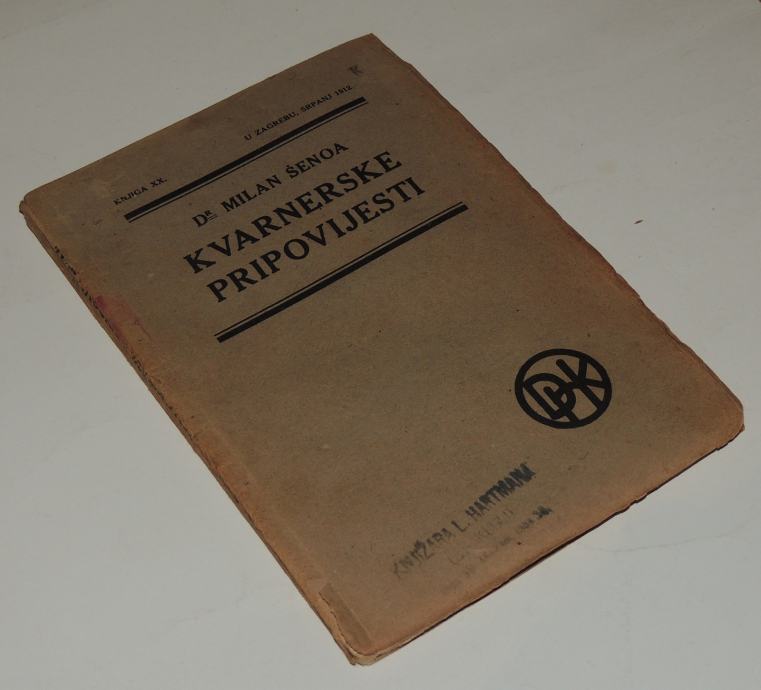 K
KNJIGA XX. U ZAGREBU, SRPANJ 1912.
DR MILAN ŠENOA
KVARNERSKE
PRIPOVIJESTI
DHK
KNJIŽARA L. HARTMANA